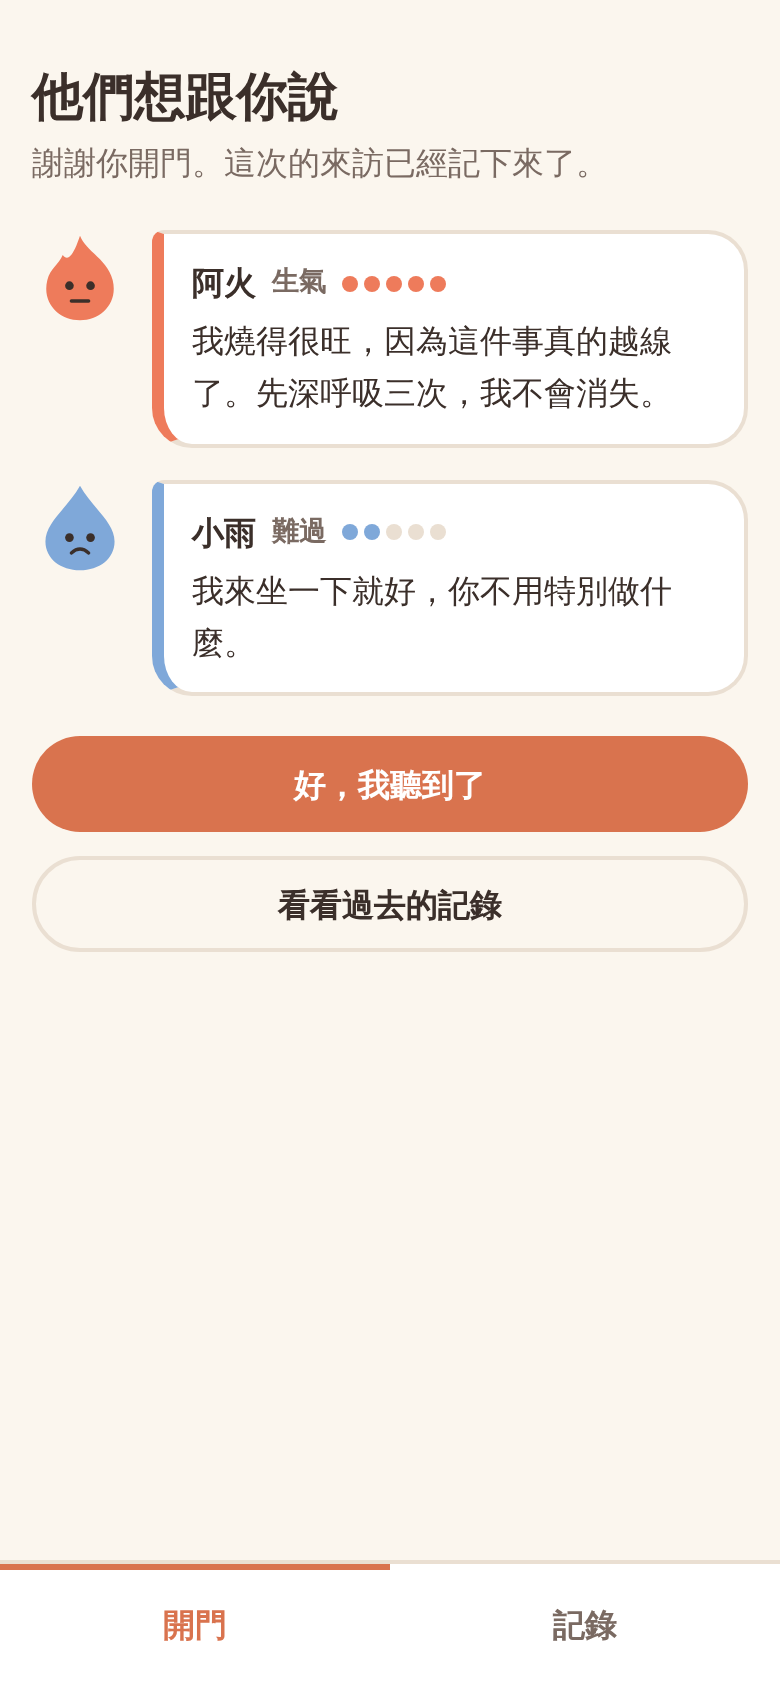 他們想跟你說
謝謝你開門。這次的來訪已經記下來了。
阿火 生氣
我燒得很旺，因為這件事真的越線
了。先深呼吸三次，我不會消失。
小雨 難過
我來坐一下就好，你不用特別做什
麼。
好，我聽到了
看看過去的記錄
開門 記錄